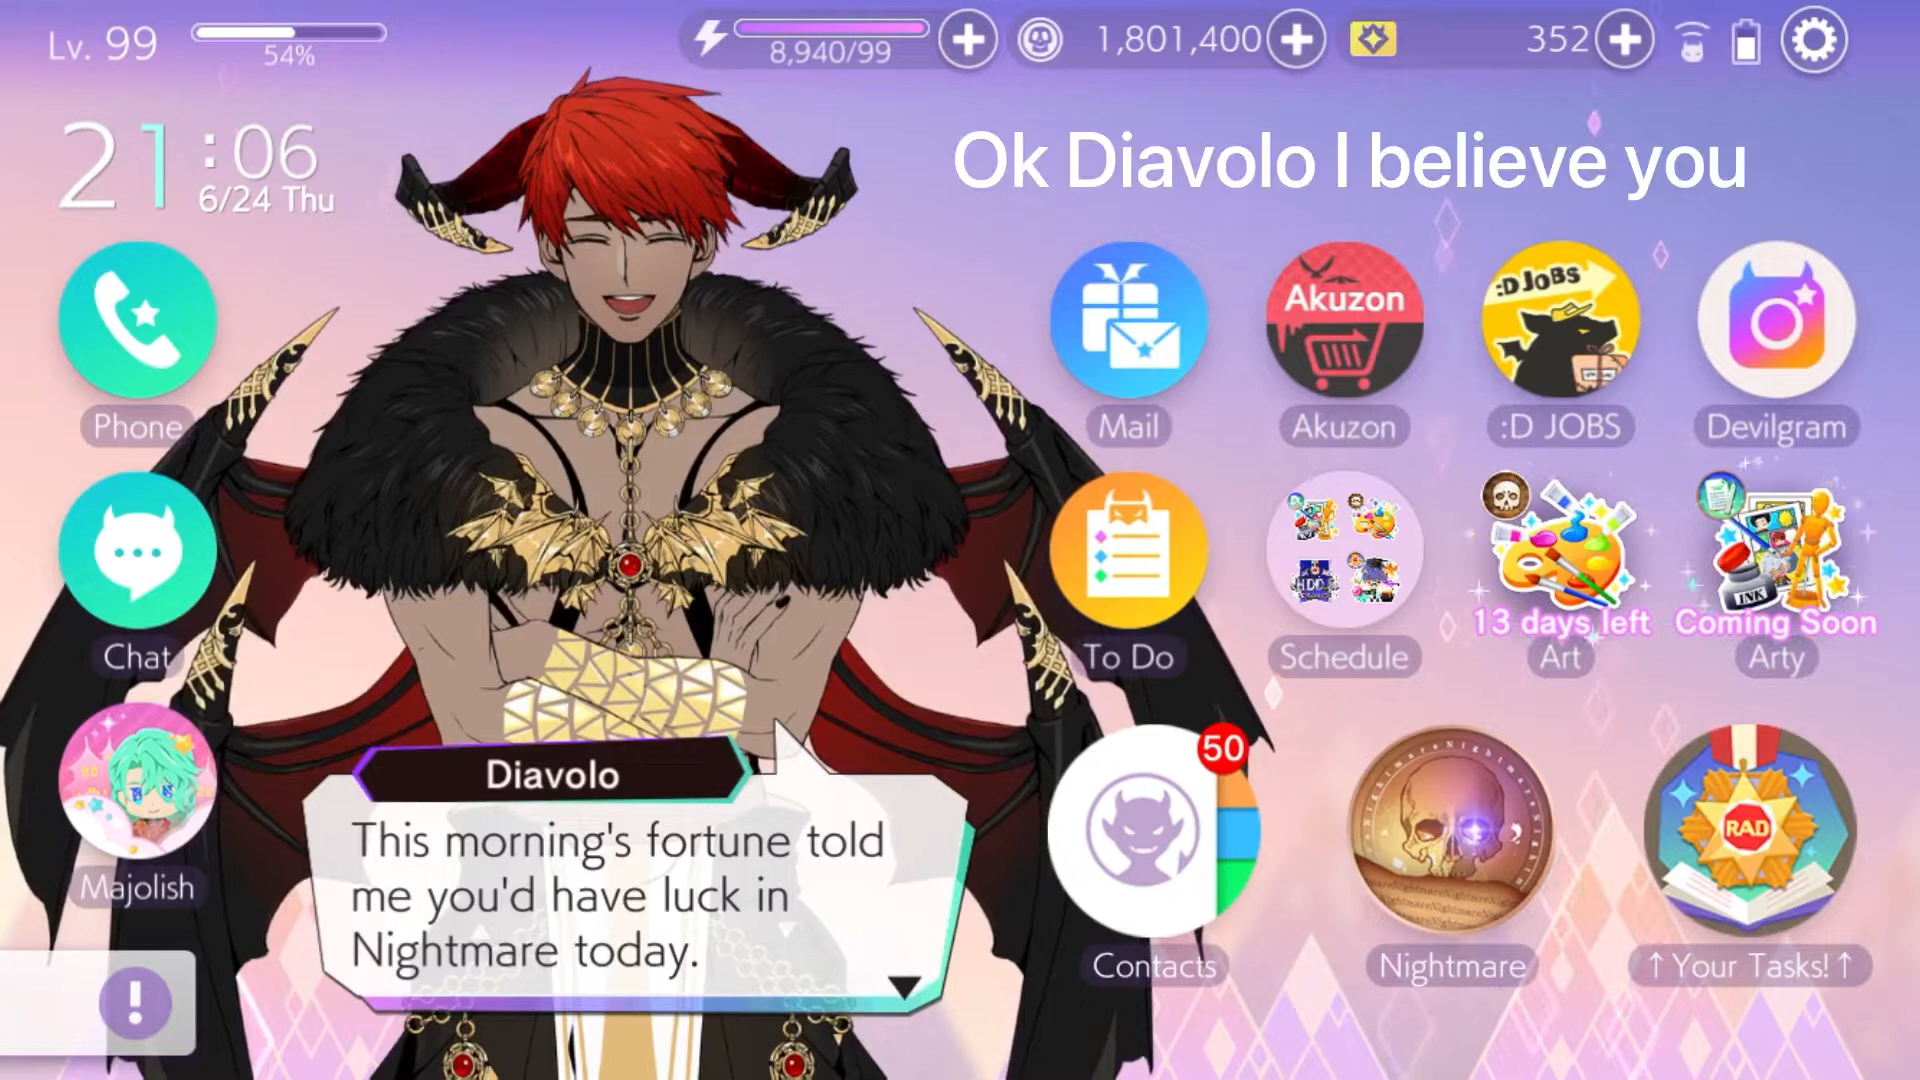 Lv. 99
54%
8,940/99
1,801,400
352
21:06
6/24 Thu
Ok Diavolo I believe you
Phone
Mail
Akuzon
Akuzon
:D JOBS
:D JOBS
Devilgram
Chat
To Do
Schedule
13 days left
Art
INK
Coming Soon
Arty
Majolish
Diavolo
This morning's fortune told
me you'd have luck in
Nightmare today.
50
Contacts
Nightmare
RAD
↑Your Tasks!↑